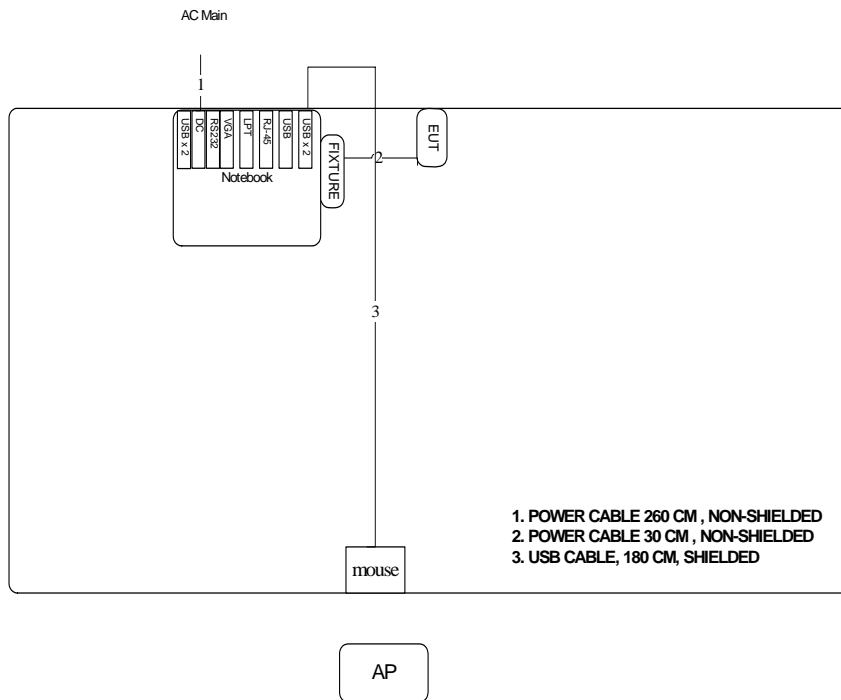 AC Main
1
USB x 2
DC
RS232
VGA
LPT
RJ-45
USB
USB x 2
Notebook
FIXTURE
2
EUT
3
1. POWER CABLE 260 CM , NON-SHIELDED
2. POWER CABLE 30 CM , NON-SHIELDED
3. USB CABLE, 180 CM, SHIELDED
mouse
AP